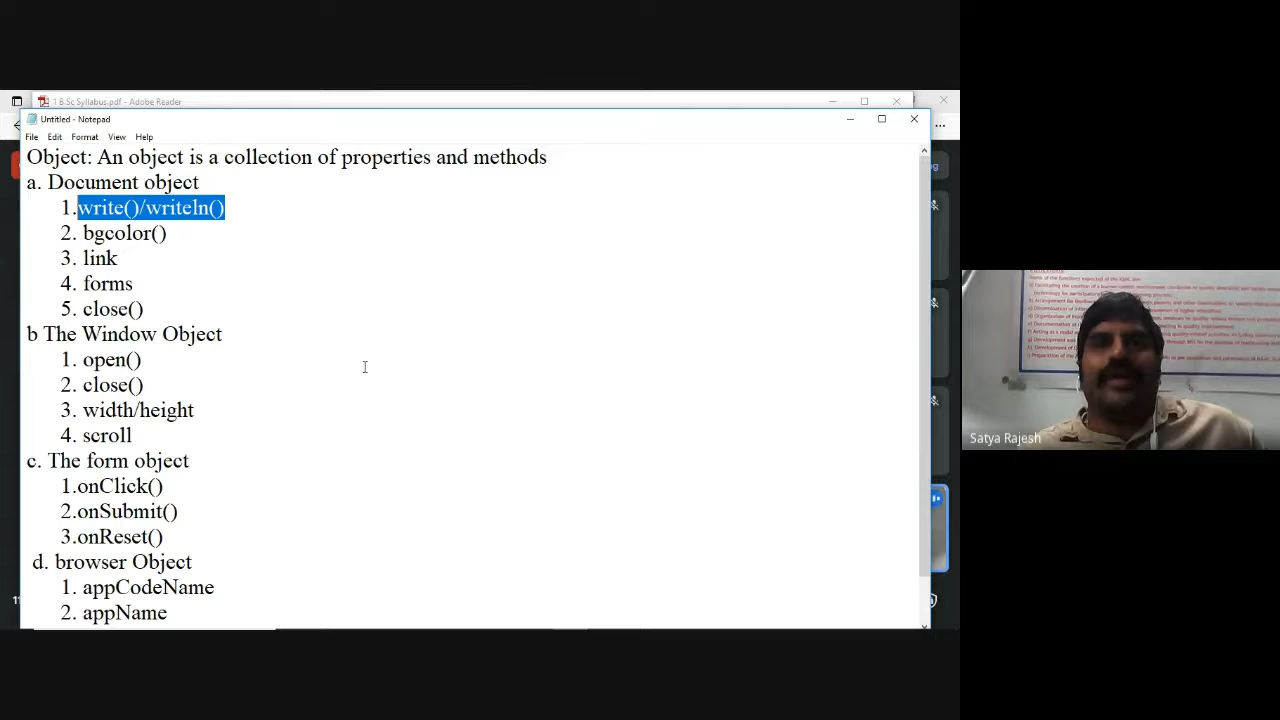 1 B.Sc Syllabus.pdf - Adobe Reader
Untitled - Notepad
File Edit Format View Help
Object: An object is a collection of properties and methods
a. Document object
1.write()/writeln()
2. bgcolor()
3. link
4. forms
5. close()
b The Window Object
1. open()
2. close()
3. width/height
4. scroll
c. The form object
1.onClick()
2.onSubmit()
3.onReset()
d. browser Object
1. appCodeName
2. appName
Satya Rajesh